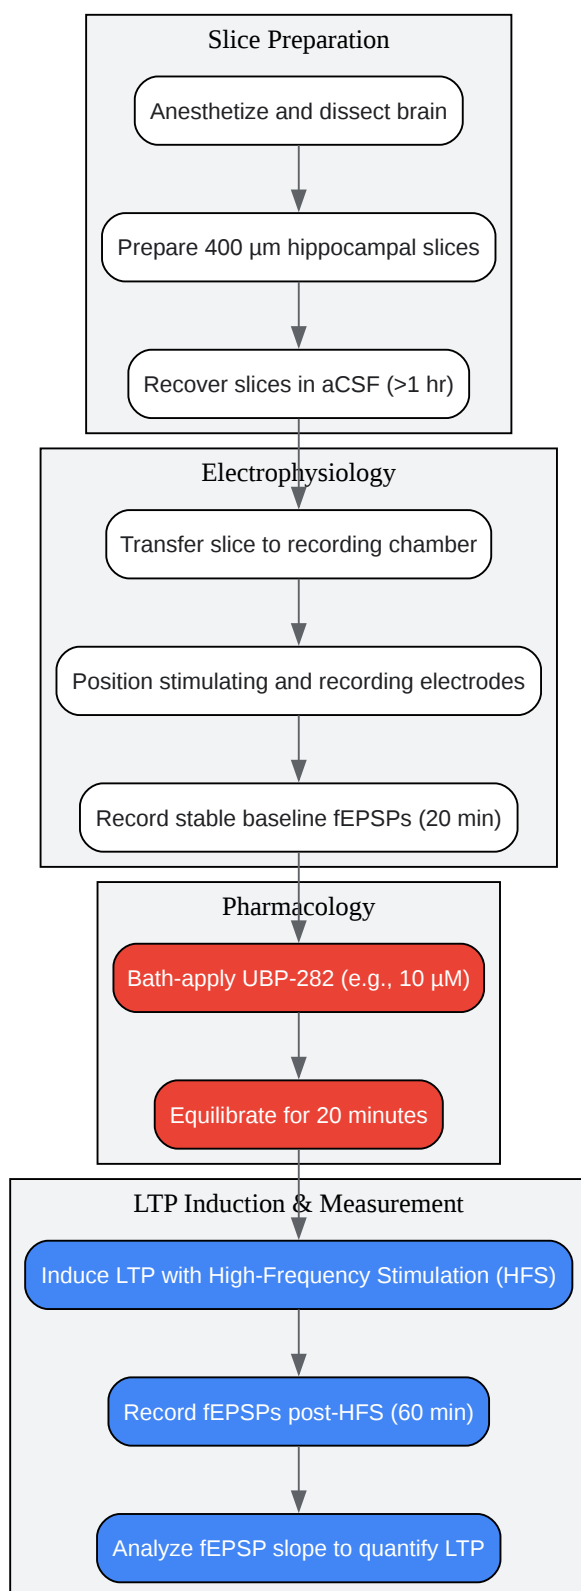 Slice Preparation
Anesthetize and dissect brain
Prepare 400 µm hippocampal slices
Recover slices in aCSF (>1 hr)
Electrophysiology
Transfer slice to recording chamber
Position stimulating and recording electrodes
Record stable baseline fEPSPs (20 min)
Pharmacology
Bath-apply UBP-282 (e.g., 10 µM)
Equilibrate for 20 minutes
LTP Induction & Measurement
Induce LTP with High-Frequency Stimulation (HFS)
Record fEPSPs post-HFS (60 min)
Analyze fEPSP slope to quantify LTP